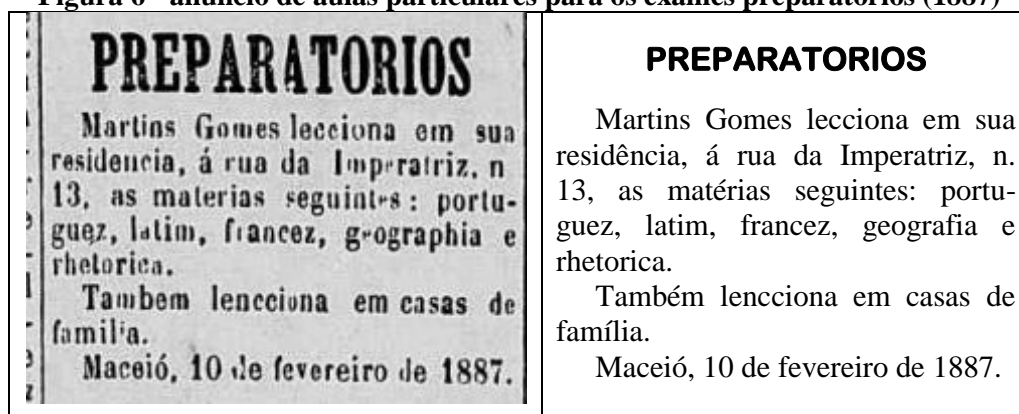 Figura 6 - anúncio de aulas particulares para os exames preparatórios (1887)
PREPARATORIOS
Martins Gomes lecciona em sua
residencia, á rua da Imperatriz, n
13, as materias seguintes : portu-
guez, latim, francez, geographia e
rhetorica.
Tambem lencciona em casas de
familia.
Maceió, 10 de fevereiro de 1887.
PREPARATORIOS
Martins Gomes lecciona em sua
residência, á rua da Imperatriz, n.
13, as matérias seguintes: portu-
guez, latim, francez, geografia e
rhetorica.
Também lencciona em casas de
família.
Maceió, 10 de fevereiro de 1887.